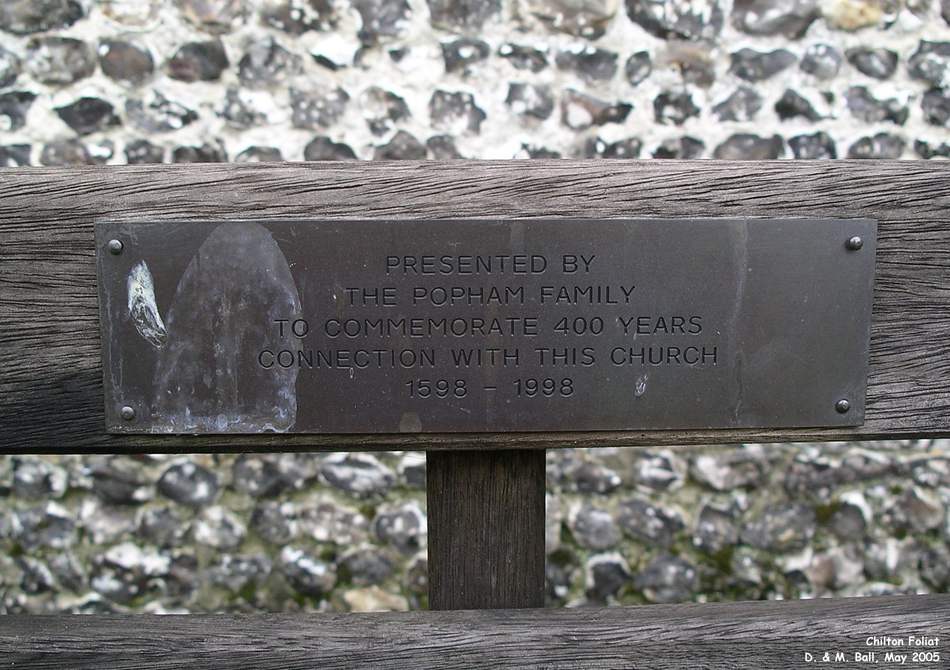 PRESENTED BY
THE POPHAM FAMILY
TO COMMEMORATE 400 YEARS
CONNECTION WITH THIS CHURCH
1598 - 1998
Chilton Foliat
D. & M. Ball, May 2005